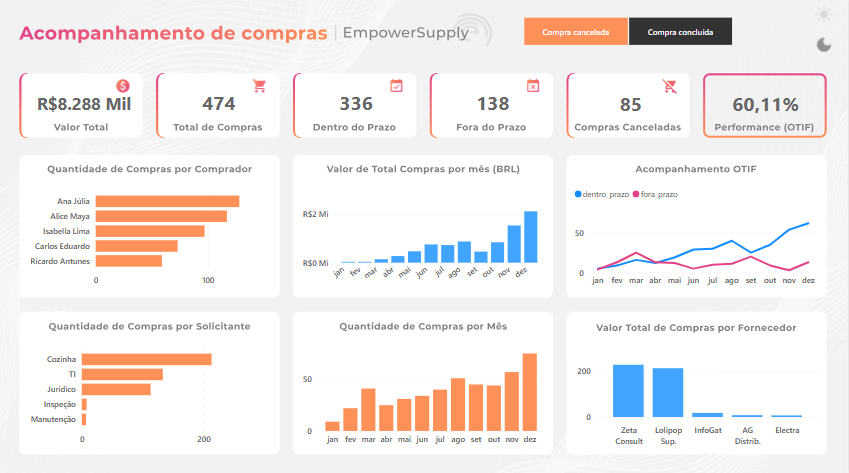 Acompanhamento de compras | EmpowerSupply
Compra cancelada
Compra concluída
R$8.288 Mil
Valor Total
474
Total de Compras
336
Dentro do Prazo
138
Fora do Prazo
85
Compras Canceladas
60,11%
Performance (OTIF)
Quantidade de Compras por Comprador
Ana Júlia
Alice Maya
Isabella Lima
Carlos Eduardo
Ricardo Antunes
0 100
Valor de Total Compras por mês (BRL)
R$2 Mi
R$0 Mi
jan fev mar abr mai jun jul ago set out nov dez
Acompanhamento OTIF
dentro_prazo fora_prazo
50
0
jan fev mar abr mai jun jul ago set out nov dez
Quantidade de Compras por Solicitante
Cozinha
TI
Jurídico
Inspeção
Manutenção
0 200
Quantidade de Compras por Mês
50
0
jan fev mar abr mai jun jul ago set out nov dez
Valor Total de Compras por Fornecedor
200
0
Zeta Lolipop InfoGat AG Electra
Consult Sup. Distrib.